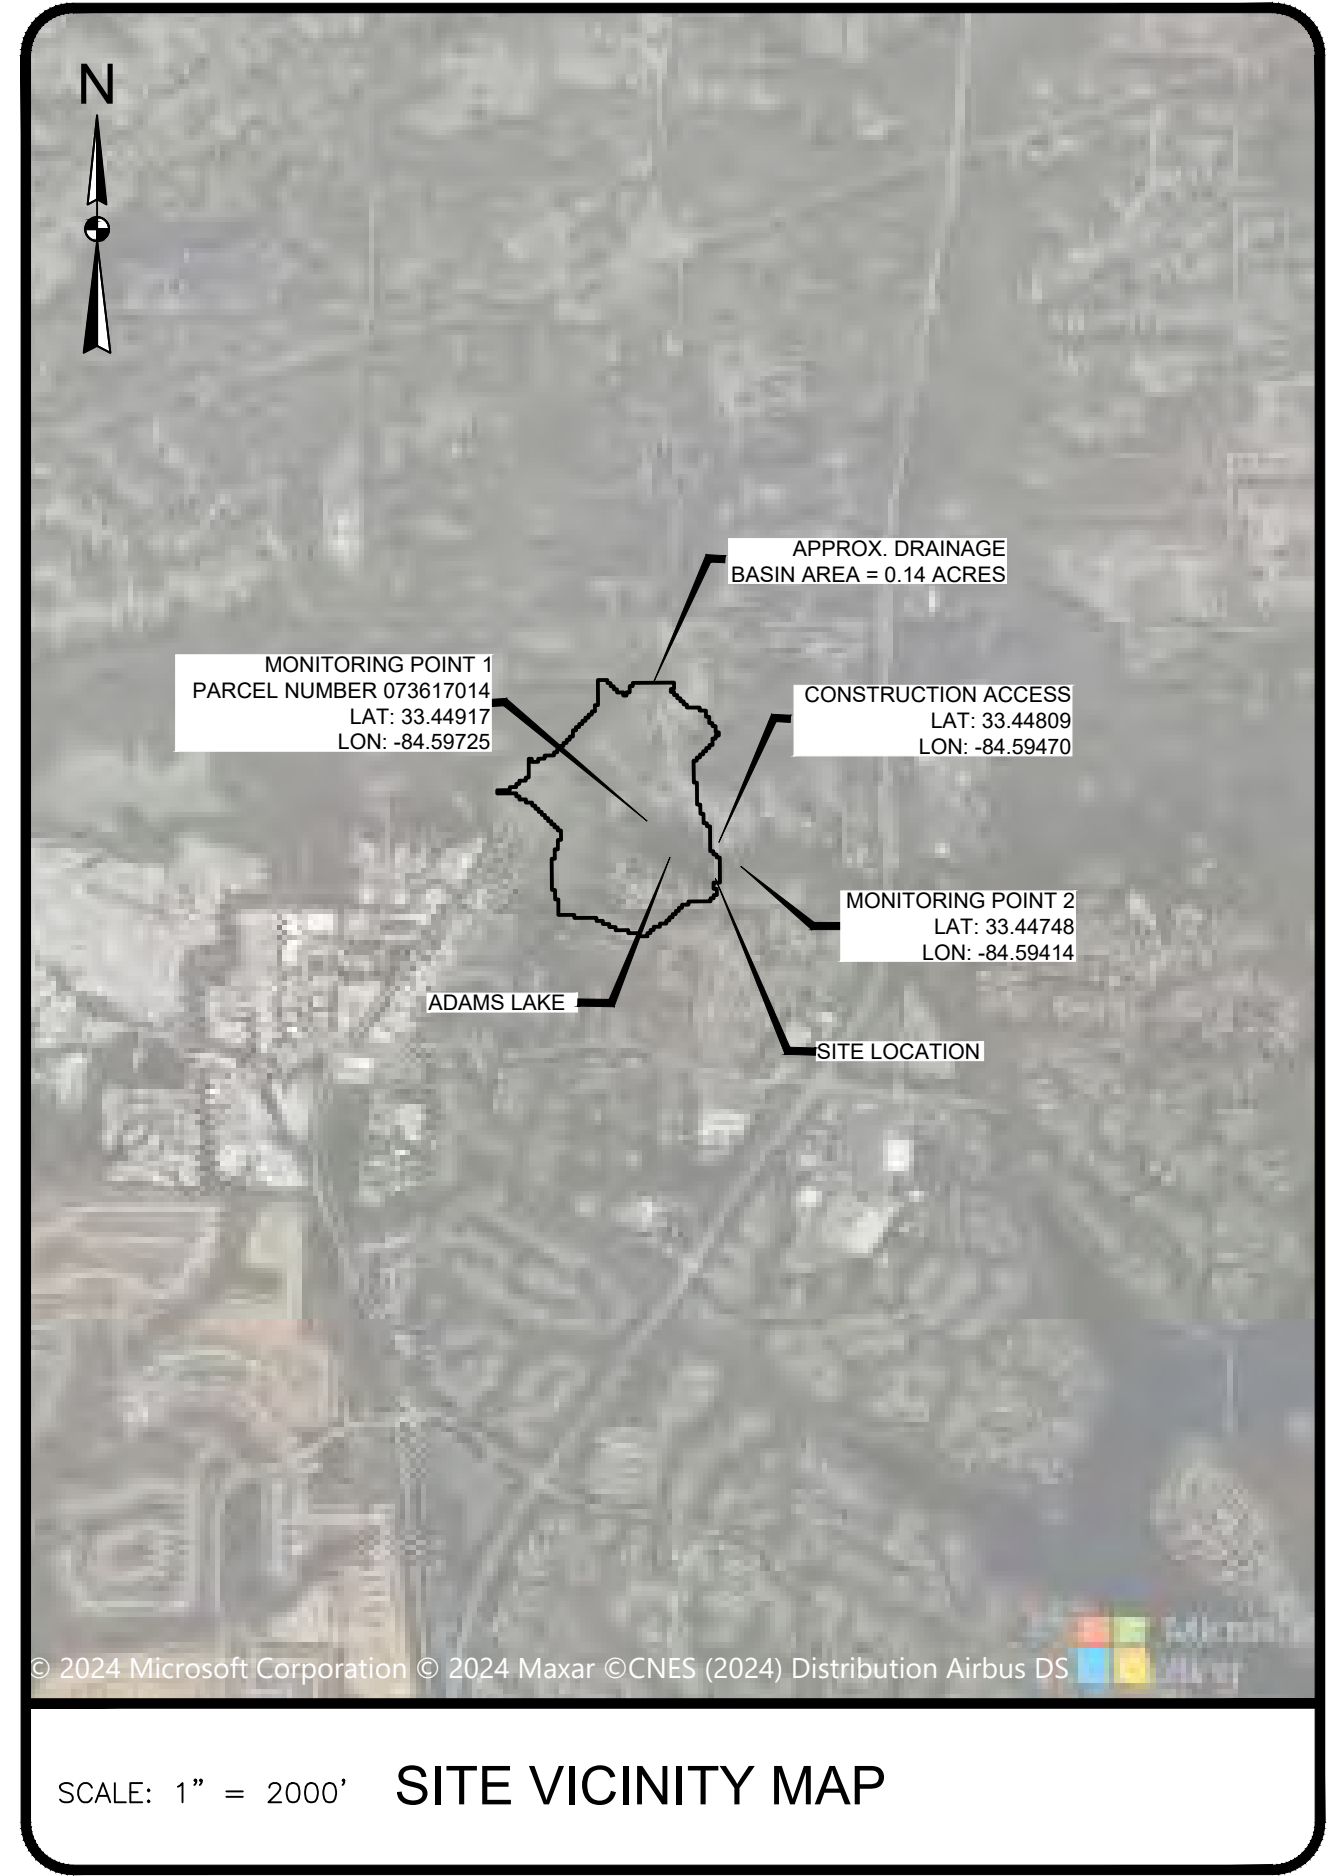 N
APPROX. DRAINAGE
BASIN AREA = 0.14 ACRES
MONITORING POINT 1
PARCEL NUMBER 073617014
LAT: 33.44917
LON: -84.59725
CONSTRUCTION ACCESS
LAT: 33.44809
LON: -84.59470
MONITORING POINT 2
LAT: 33.44748
LON: -84.59414
ADAMS LAKE
SITE LOCATION
© 2024 Microsoft Corporation © 2024 Maxar ©CNES (2024) Distribution Airbus DS
SCALE: 1" = 2000' SITE VICINITY MAP